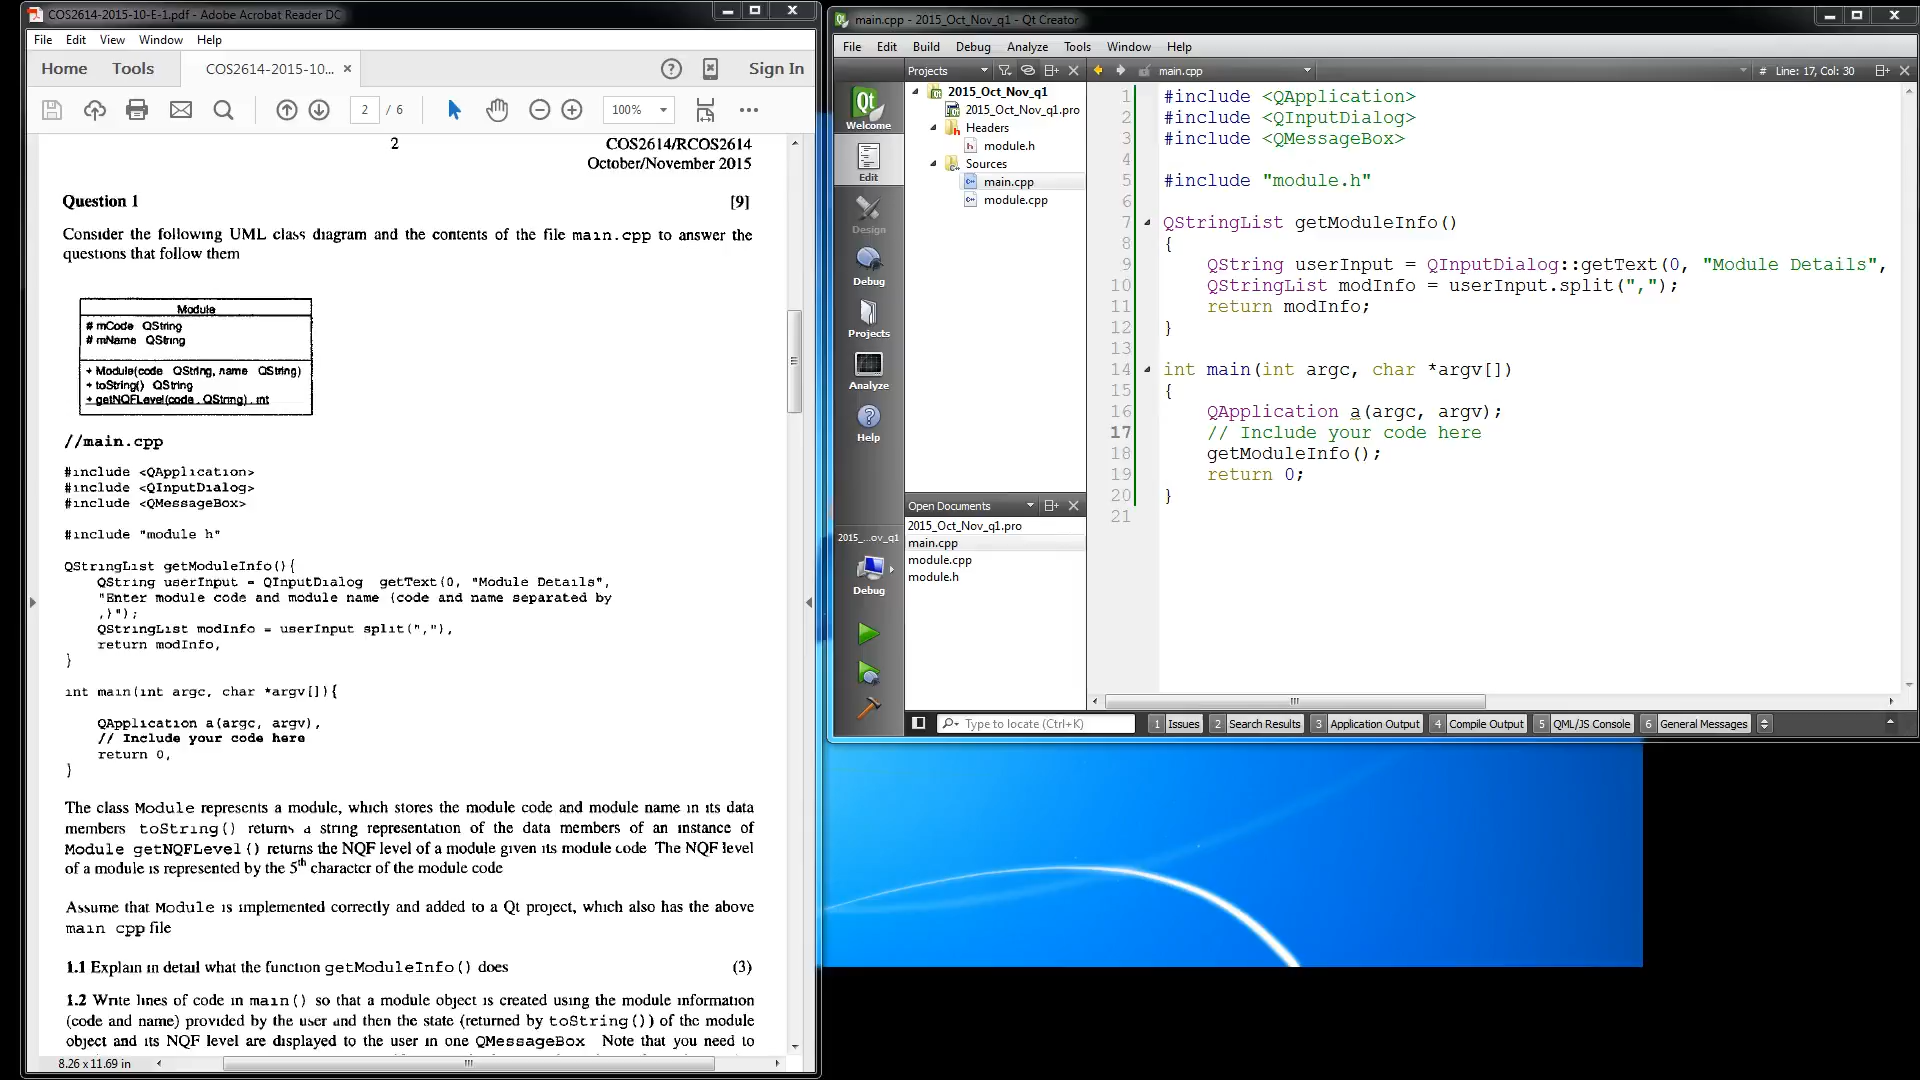 COS2614-2015-10-E-1.pdf - Adobe Acrobat Reader DC
File Edit View Window Help
Home Tools COS2614-2015-10... × Sign In
2 / 6 100%
2 COS2614/RCOS2614
October/November 2015
Question 1 [9]
Consider the following UML class diagram and the contents of the file main.cpp to answer the
questions that follow them
Module
# mCode QString
# mName QString
+ Module(code QString, name QString)
+ toString() QString
+ getNQFLevel(code . QString) . int
//main.cpp
#include <QApplication>
#include <QInputDialog>
#include <QMessageBox>
#include "module h"
QStringList getModuleInfo(){
QString userInput = QInputDialog getText(0, "Module Details",
"Enter module code and module name (code and name separated by
,)");
QStringList modInfo = userInput split(","),
return modInfo,
}
int main(int argc, char *argv[]){
QApplication a(argc, argv),
// Include your code here
return 0,
}
The class Module represents a module, which stores the module code and module name in its data
members toString() returns a string representation of the data members of an instance of
Module getNQFLevel() returns the NQF level of a module given its module code The NQF level
of a module is represented by the 5th character of the module code
Assume that Module is implemented correctly and added to a Qt project, which also has the above
main cpp file
1.1 Explain in detail what the function getModuleInfo() does (3)
1.2 Write lines of code in main() so that a module object is created using the module information
(code and name) provided by the user and then the state (returned by toString()) of the module
object and its NQF level are displayed to the user in one QMessageBox Note that you need to
8.26 x 11.69 in
main.cpp - 2015_Oct_Nov_q1 - Qt Creator
File Edit Build Debug Analyze Tools Window Help
Projects main.cpp # Line: 17, Col: 30
Qt
Welcome
Edit
Design
Debug
Projects
Analyze
Help
2015_...ov_q1
Debug
2015_Oct_Nov_q1
2015_Oct_Nov_q1.pro
Headers
module.h
Sources
main.cpp
module.cpp
Open Documents
2015_Oct_Nov_q1.pro
main.cpp
module.cpp
module.h
1 #include <QApplication>
2 #include <QInputDialog>
3 #include <QMessageBox>
4
5 #include "module.h"
6
7 QStringList getModuleInfo()
8 {
9 QString userInput = QInputDialog::getText(0, "Module Details",
10 QStringList modInfo = userInput.split(",");
11 return modInfo;
12 }
13
14 int main(int argc, char *argv[])
15 {
16 QApplication a(argc, argv);
17 // Include your code here
18 getModuleInfo();
19 return 0;
20 }
21
Type to locate (Ctrl+K) 1 Issues 2 Search Results 3 Application Output 4 Compile Output 5 QML/JS Console 6 General Messages